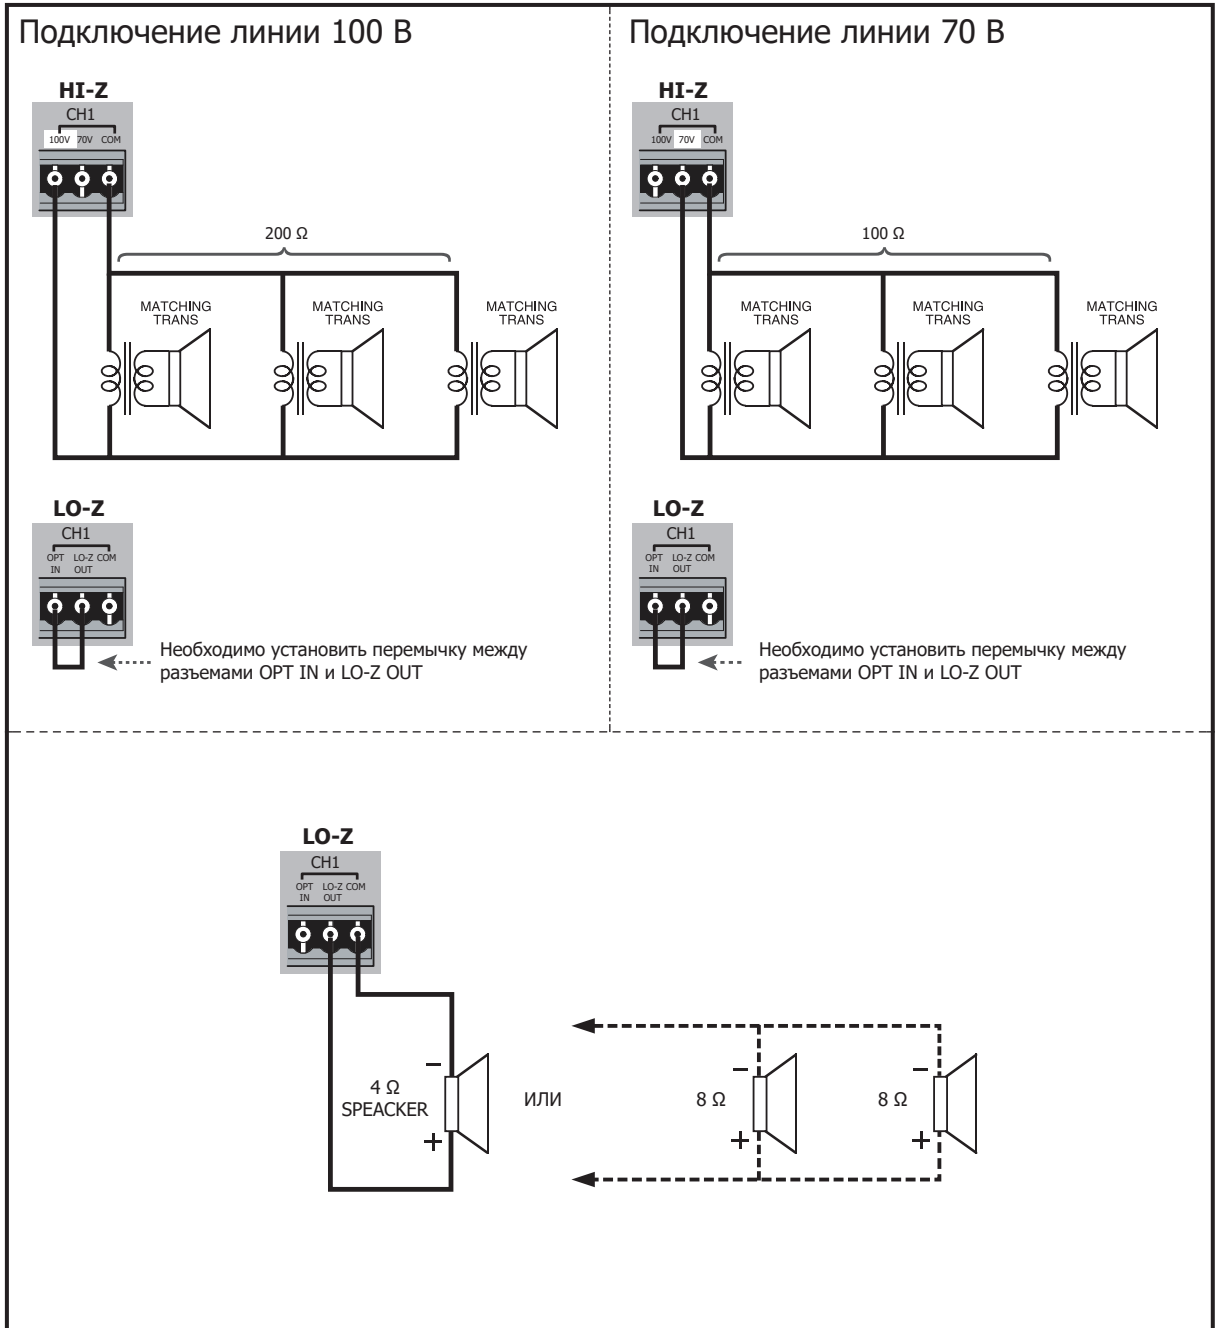 Подключение линии 100 В
HI-Z
CH1
100V 70V COM
200 Ω
MATCHING
TRANS
MATCHING
TRANS
MATCHING
TRANS
LO-Z
CH1
OPT LO-Z COM
IN OUT
Необходимо установить перемычку между
разъемами OPT IN и LO-Z OUT
Подключение линии 70 В
HI-Z
CH1
100V 70V COM
100 Ω
MATCHING
TRANS
MATCHING
TRANS
MATCHING
TRANS
LO-Z
CH1
OPT LO-Z COM
IN OUT
Необходимо установить перемычку между
разъемами OPT IN и LO-Z OUT
LO-Z
CH1
OPT LO-Z COM
IN OUT
4 Ω
SPEACKER
− +
ИЛИ
8 Ω
− +
8 Ω
− +